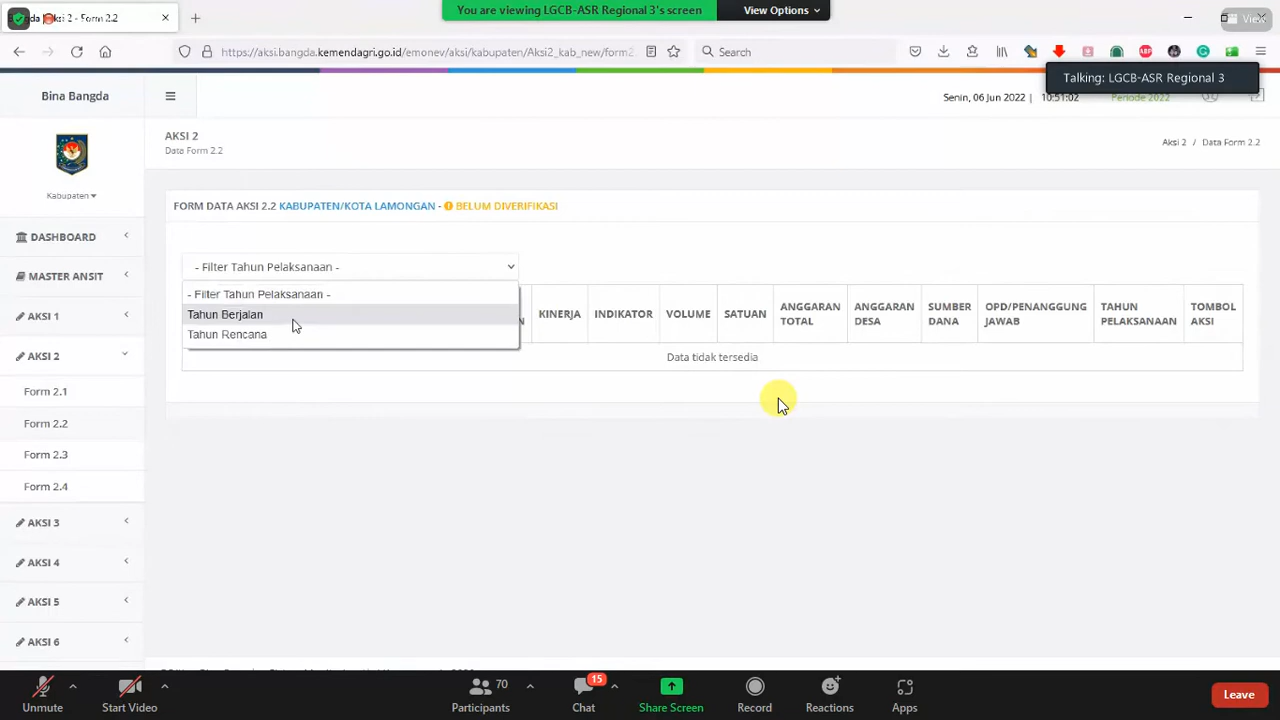 You are viewing LGCB-ASR Regional 3's screen
View Options
View
Aksi - Form 2.2
https://aksi.bangda.kemendagri.go.id/emonev/aksi/kabupaten/Aksi2_kab_new/form2
Search
Talking: LGCB-ASR Regional 3
Bina Bangda
Senin, 06 Jun 2022 | 10:51:02
Periode 2022
AKSI 2
Data Form 2.2
Aksi 2 / Data Form 2.2
Kabupaten
FORM DATA AKSI 2.2 KABUPATEN/KOTA LAMONGAN - BELUM DIVERIFIKASI
DASHBOARD
MASTER ANSIT
AKSI 1
AKSI 2
Form 2.1
Form 2.2
Form 2.3
Form 2.4
AKSI 3
AKSI 4
AKSI 5
AKSI 6
- Filter Tahun Pelaksanaan -
- Filter Tahun Pelaksanaan -
Tahun Berjalan
Tahun Rencana
N
KINERJA
INDIKATOR
VOLUME
SATUAN
ANGGARAN TOTAL
ANGGARAN DESA
SUMBER DANA
OPD/PENANGGUNG JAWAB
TAHUN PELAKSANAAN
TOMBOL AKSI
Data tidak tersedia
Unmute
Start Video
70
Participants
15
Chat
Share Screen
Record
Reactions
Apps
Leave